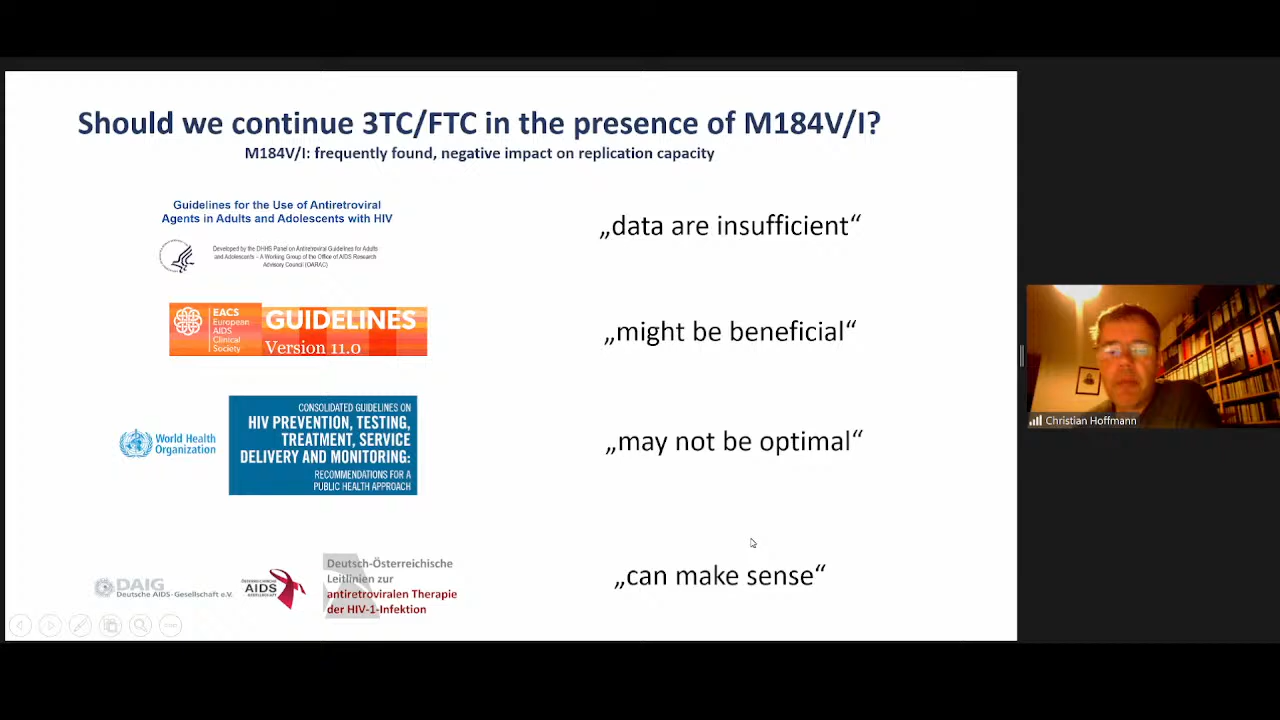 Should we continue 3TC/FTC in the presence of M184V/I?
M184V/I: frequently found, negative impact on replication capacity
Guidelines for the Use of Antiretroviral
Agents in Adults and Adolescents with HIV
Developed by the DHHS Panel on Antiretroviral Guidelines for Adults
and Adolescents – A Working Group of the Office of AIDS Research
Advisory Council (OARAC)
„data are insufficient“
EACS
European
AIDS
Clinical
Society
GUIDELINES
Version 11.0
„might be beneficial“
World Health
Organization
CONSOLIDATED GUIDELINES ON
HIV PREVENTION, TESTING,
TREATMENT, SERVICE
DELIVERY AND MONITORING:
RECOMMENDATIONS FOR A
PUBLIC HEALTH APPROACH
„may not be optimal“
Christian Hoffmann
DAIG
Deutsche AIDS-Gesellschaft e.V.
ÖSTERREICHISCHE
AIDS
GESELLSCHAFT
Deutsch-Österreichische
Leitlinien zur
antiretroviralen Therapie
der HIV-1-Infektion
„can make sense“